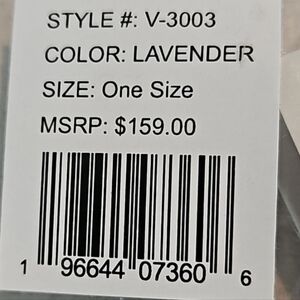 STYLE #: V-3003
COLOR: LAVENDER
SIZE: One Size
MSRP: $159.00
1 96644 07360 6